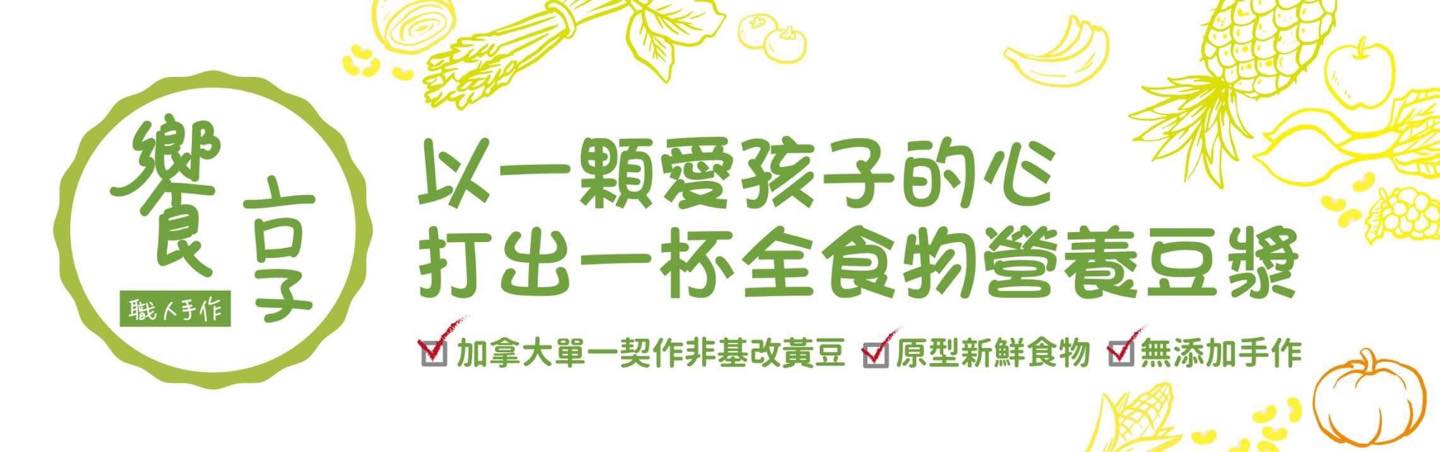 饗享
職人手作
以一顆愛孩子的心
打出一杯全食物營養豆漿
加拿大單一契作非基改黃豆 原型新鮮食物 無添加手作